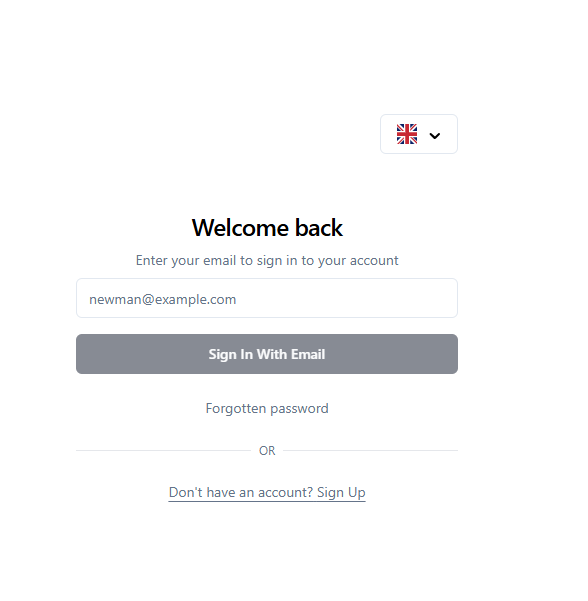 Welcome back
Enter your email to sign in to your account
newman@example.com
Sign In With Email
Forgotten password
OR
Don't have an account? Sign Up